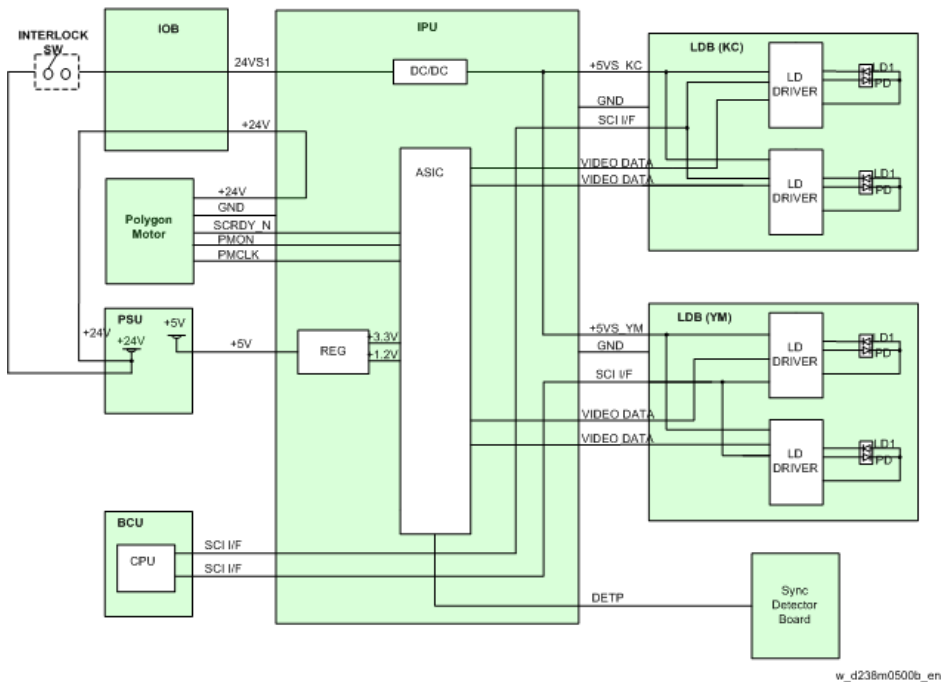 IOB
IPU
INTERLOCK
SW
24VS1
DC/DC
+5VS_KC
LDB (KC)
LD
DRIVER
LD1
PD
GND
SCI I/F
+24V
VIDEO DATA
VIDEO DATA
ASIC
LD
DRIVER
LD1
PD
Polygon
Motor
+24V
GND
SCRDY_N
PMON
PMCLK
PSU
+5V
+24V
+24V
+5V
REG
+3.3V
+1.2V
LDB (YM)
+5VS_YM
GND
SCI I/F
LD
DRIVER
LD1
PD
VIDEO DATA
VIDEO DATA
LD
DRIVER
LD1
PD
BCU
CPU
SCI I/F
SCI I/F
DETP
Sync
Detector
Board
w_d238m0500b_en